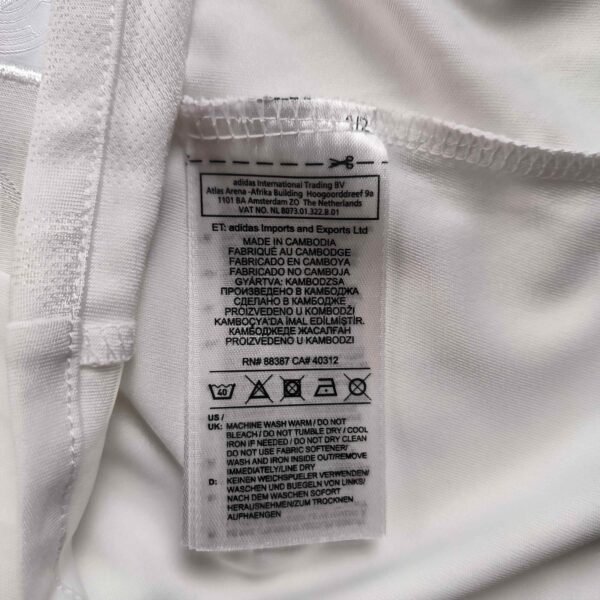 adidas International Trading BV
Atlas Arena -Afrika Building Hoogoorddreef 9a
1101 BA Amsterdam ZO The Netherlands
VAT NO. NL B073.01.322.B.01
ET: adidas Imports and Exports Ltd
MADE IN CAMBODIA
FABRIQUÉ AU CAMBODGE
FABRICADO EN CAMBOYA
FABRICADO NO CAMBOJA
GYÁRTVA: KAMBODZSA
ПРОИЗВЕДЕНО В КАМБОДЖА
СДЕЛАНО В КАМБОДЖЕ
PROIZVEDENO U KOMBODŽI
KAMBOÇYA'DA İMAL EDİLMİŞTİR.
КАМБОДЖЕДЕ ЖАСАЛҒАН
PROIZVEDENO U KAMBODZI
RN# 88387 CA# 40312
40
US /
UK: MACHINE WASH WARM / DO NOT
BLEACH / DO NOT TUMBLE DRY / COOL
IRON IF NEEDED / DO NOT DRY CLEAN
DO NOT USE FABRIC SOFTENER/
WASH AND IRON INSIDE OUT/REMOVE
IMMEDIATELY/LINE DRY
D: KEINEN WEICHSPUELER VERWENDEN/
WASCHEN UND BUEGELN VON LINKS/
NACH DEM WASCHEN SOFORT
HERAUSNEHMEN/ZUM TROCKNEN
AUFHAENGEN